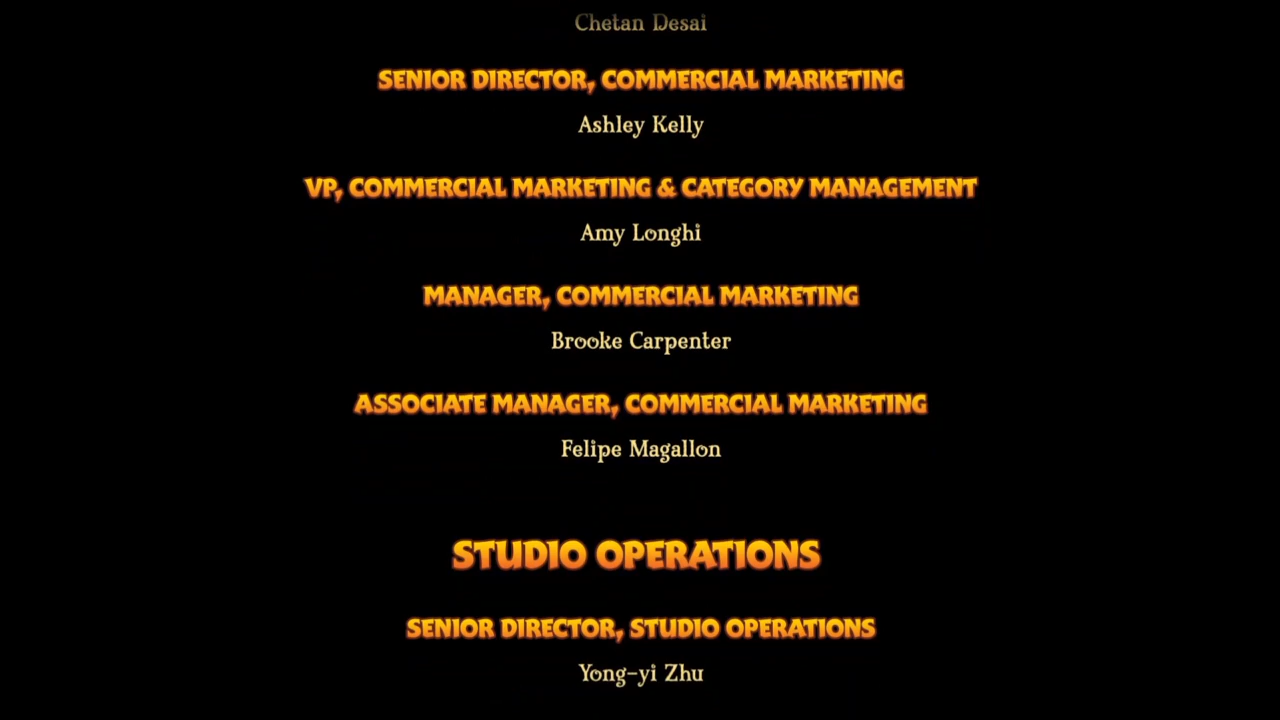 Chetan Desai
SENIOR DIRECTOR, COMMERCIAL MARKETING
Ashley Kelly
VP, COMMERCIAL MARKETING & CATEGORY MANAGEMENT
Amy Longhi
MANAGER, COMMERCIAL MARKETING
Brooke Carpenter
ASSOCIATE MANAGER, COMMERCIAL MARKETING
Felipe Magallon
STUDIO OPERATIONS
SENIOR DIRECTOR, STUDIO OPERATIONS
Yong-yi Zhu